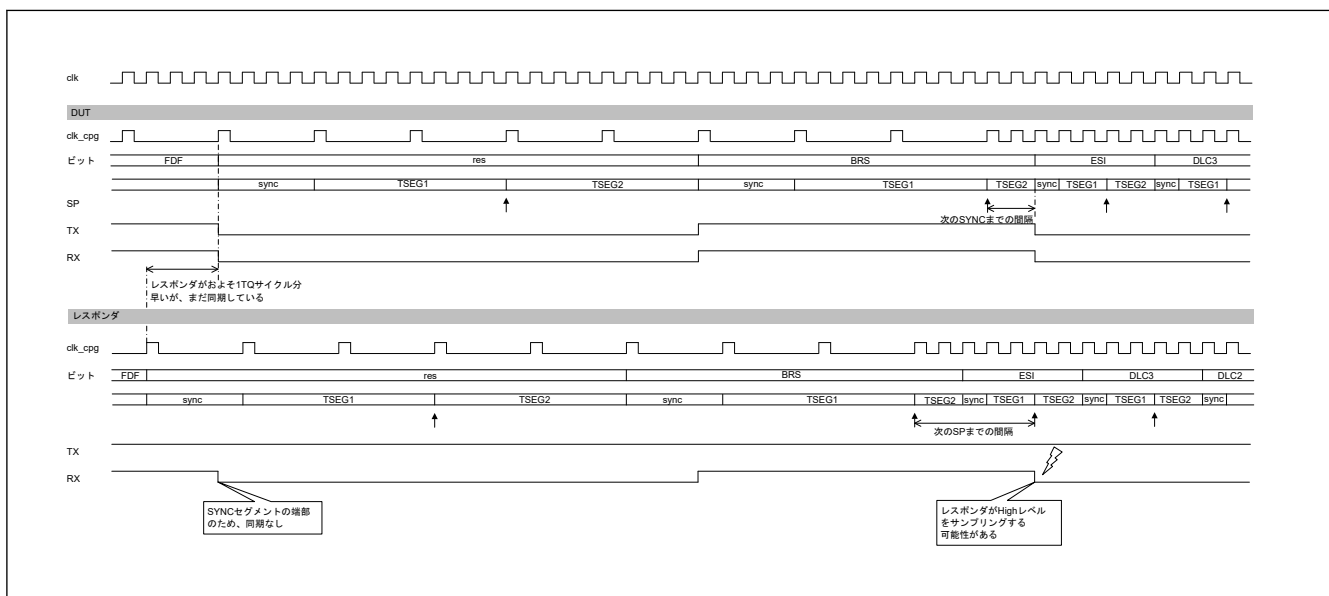 clk
DUT
clk_cpg
ビット
FDF
res
BRS
ESI
DLC3
sync
TSEG1
TSEG2
sync
TSEG1
TSEG2
sync
TSEG1
TSEG2
sync
TSEG1
SP
次のSYNCまでの間隔
TX
RX
レスポンダがおよそ1TQサイクル分
早いが、まだ同期している
レスポンダ
clk_cpg
ビット
FDF
res
BRS
ESI
DLC3
DLC2
sync
TSEG1
TSEG2
sync
TSEG1
TSEG2
sync
TSEG1
TSEG2
sync
TSEG1
TSEG2
sync
次のSPまでの間隔
TX
RX
SYNCセグメントの端部
のため、同期なし
レスポンダがHighレベル
をサンプリングする
可能性がある